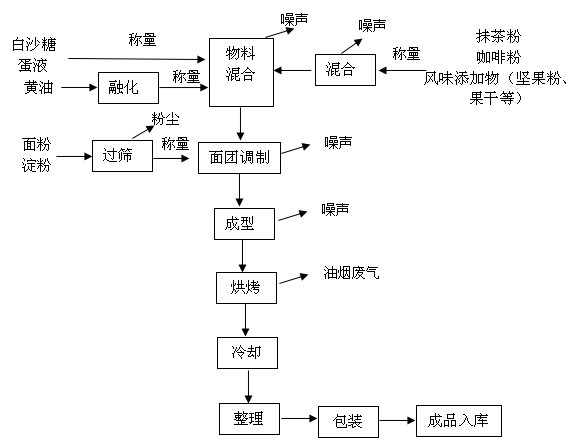 噪声
噪声
白沙糖
称量
物料
混合
抹茶粉
咖啡粉
风味添加物（坚果粉、
果干等）
蛋液
称量
混合
黄油
融化
称量
粉尘
面粉
淀粉
过筛
称量
面团调制
噪声
成型
噪声
烘烤
油烟废气
冷却
整理
包装
成品入库